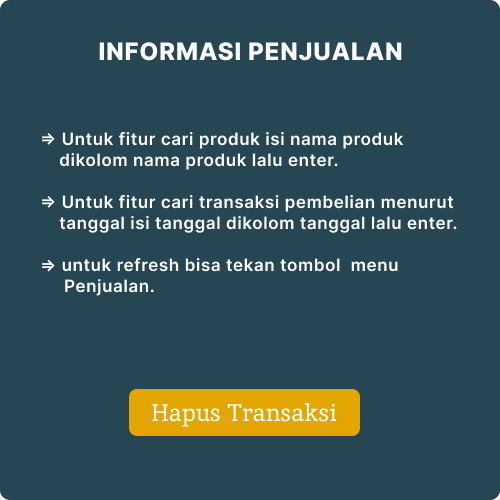 INFORMASI PENJUALAN
⇒ Untuk fitur cari produk isi nama produk
dikolom nama produk lalu enter.
⇒ Untuk fitur cari transaksi pembelian menurut
tanggal isi tanggal dikolom tanggal lalu enter.
⇒ untuk refresh bisa tekan tombol  menu
Penjualan.
Hapus Transaksi